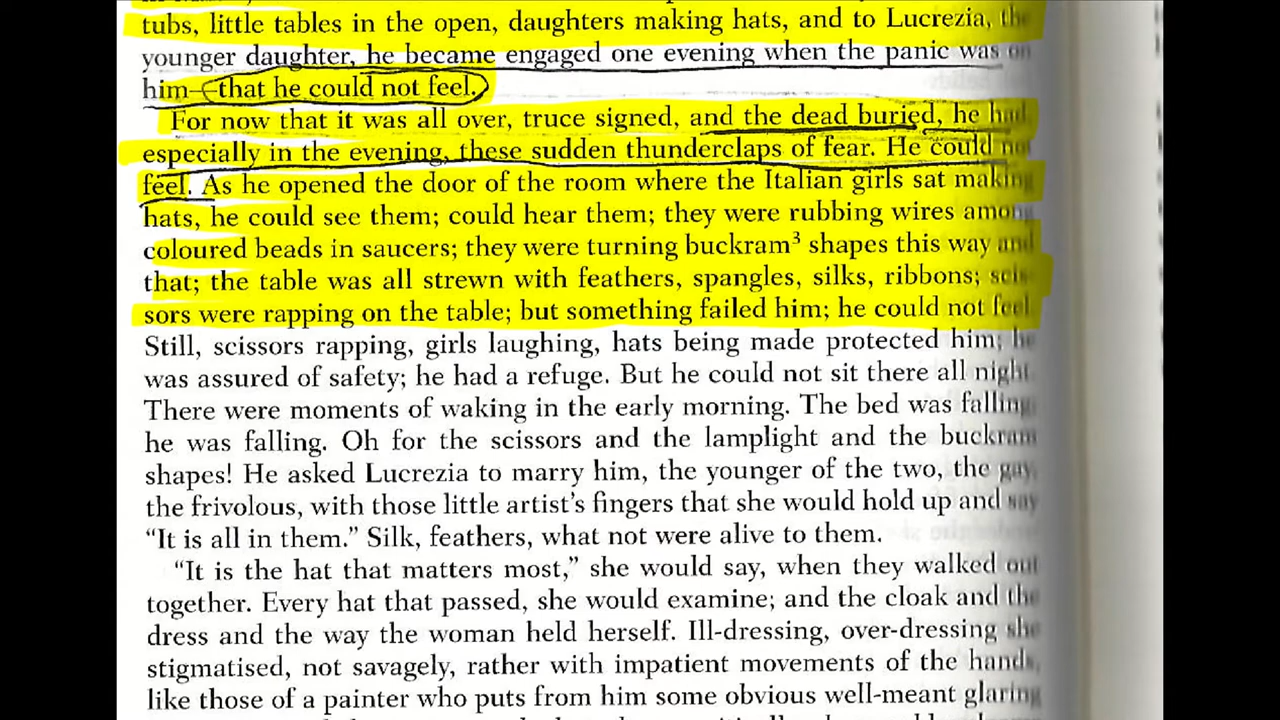 tubs, little tables in the open, daughters making hats, and to Lucrezia, the
younger daughter, he became engaged one evening when the panic was on
him—that he could not feel.
For now that it was all over, truce signed, and the dead buried, he had
especially in the evening, these sudden thunderclaps of fear. He could not
feel. As he opened the door of the room where the Italian girls sat making
hats, he could see them; could hear them; they were rubbing wires among
coloured beads in saucers; they were turning buckram³ shapes this way and
that; the table was all strewn with feathers, spangles, silks, ribbons; scis-
sors were rapping on the table; but something failed him; he could not feel
Still, scissors rapping, girls laughing, hats being made protected him; he
was assured of safety; he had a refuge. But he could not sit there all night
There were moments of waking in the early morning. The bed was falling;
he was falling. Oh for the scissors and the lamplight and the buckram
shapes! He asked Lucrezia to marry him, the younger of the two, the gay,
the frivolous, with those little artist's fingers that she would hold up and say
“It is all in them.” Silk, feathers, what not were alive to them.
“It is the hat that matters most,” she would say, when they walked out
together. Every hat that passed, she would examine; and the cloak and the
dress and the way the woman held herself. Ill-dressing, over-dressing she
stigmatised, not savagely, rather with impatient movements of the hands,
like those of a painter who puts from him some obvious well-meant glaring